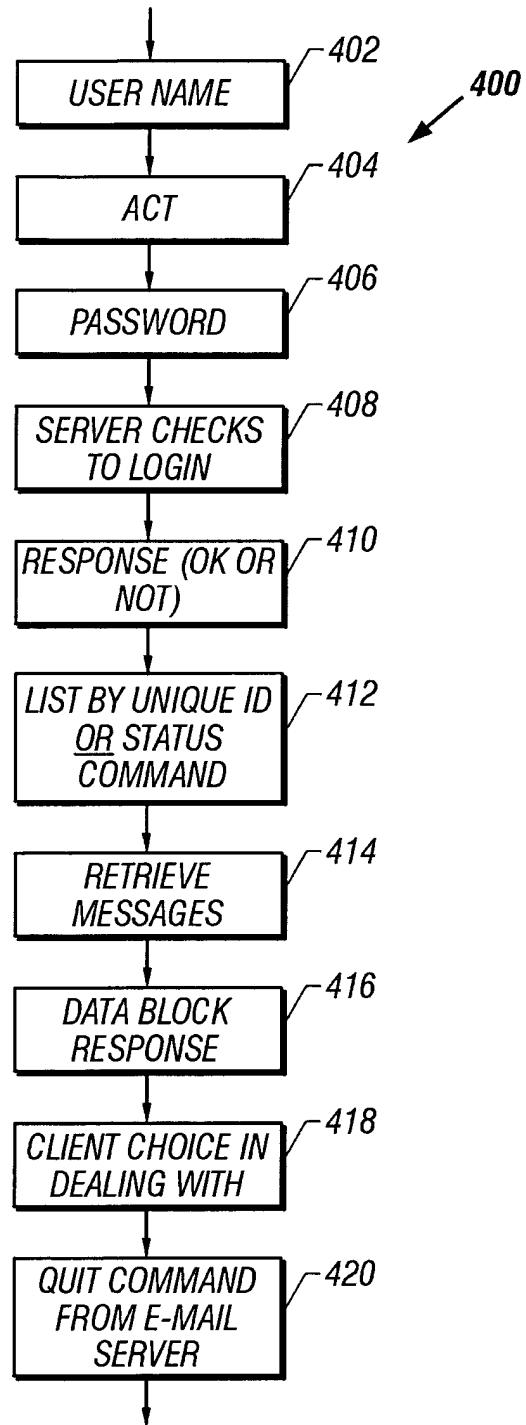 402
USER NAME
400
404
ACT
406
PASSWORD
408
SERVER CHECKS
TO LOGIN
410
RESPONSE (OK OR
NOT)
412
LIST BY UNIQUE ID
OR STATUS
COMMAND
414
RETRIEVE
MESSAGES
416
DATA BLOCK
RESPONSE
418
CLIENT CHOICE IN
DEALING WITH
420
QUIT COMMAND
FROM E-MAIL
SERVER